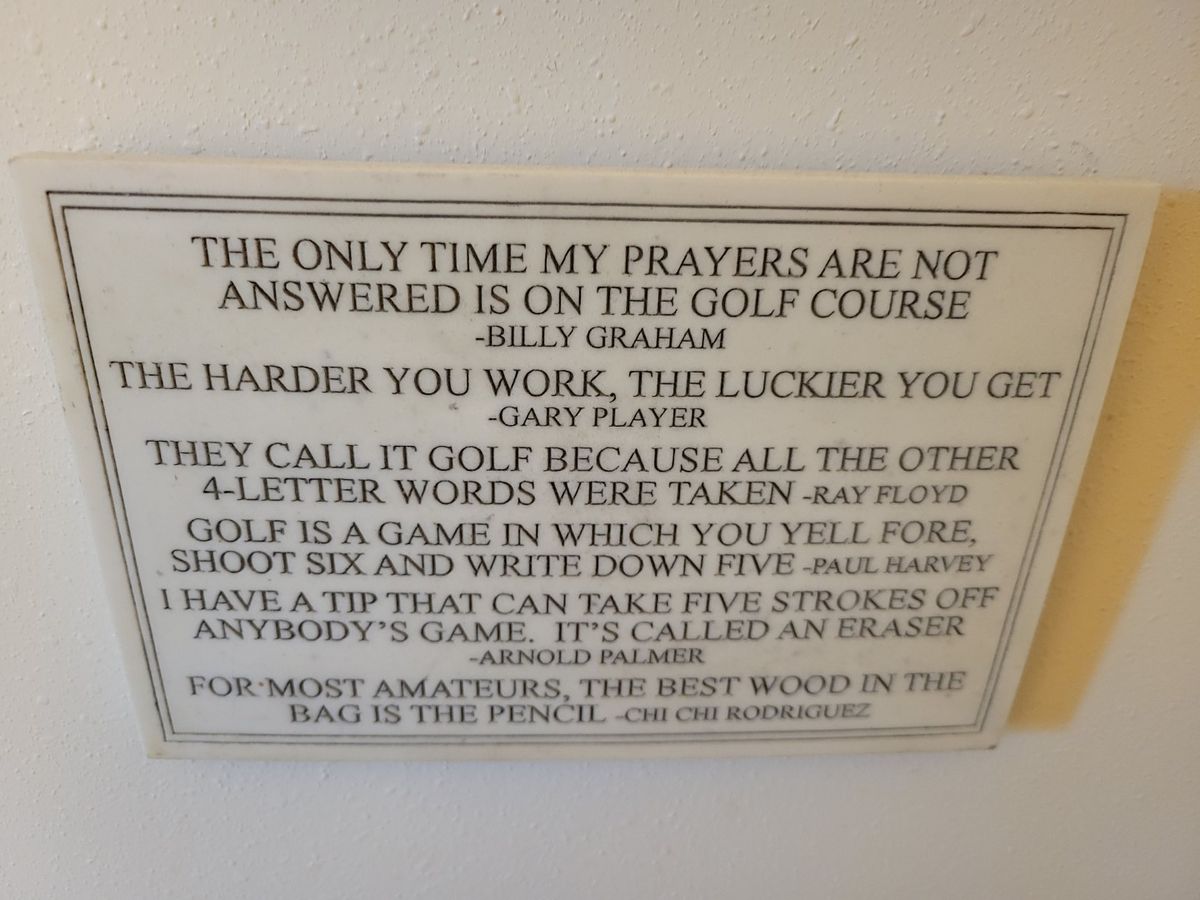 THE ONLY TIME MY PRAYERS ARE NOT
ANSWERED IS ON THE GOLF COURSE
-BILLY GRAHAM
THE HARDER YOU WORK, THE LUCKIER YOU GET
-GARY PLAYER
THEY CALL IT GOLF BECAUSE ALL THE OTHER
4-LETTER WORDS WERE TAKEN -RAY FLOYD
GOLF IS A GAME IN WHICH YOU YELL FORE,
SHOOT SIX AND WRITE DOWN FIVE -PAUL HARVEY
I HAVE A TIP THAT CAN TAKE FIVE STROKES OFF
ANYBODY'S GAME. IT'S CALLED AN ERASER
-ARNOLD PALMER
FOR MOST AMATEURS, THE BEST WOOD IN THE
BAG IS THE PENCIL -CHI CHI RODRIGUEZ